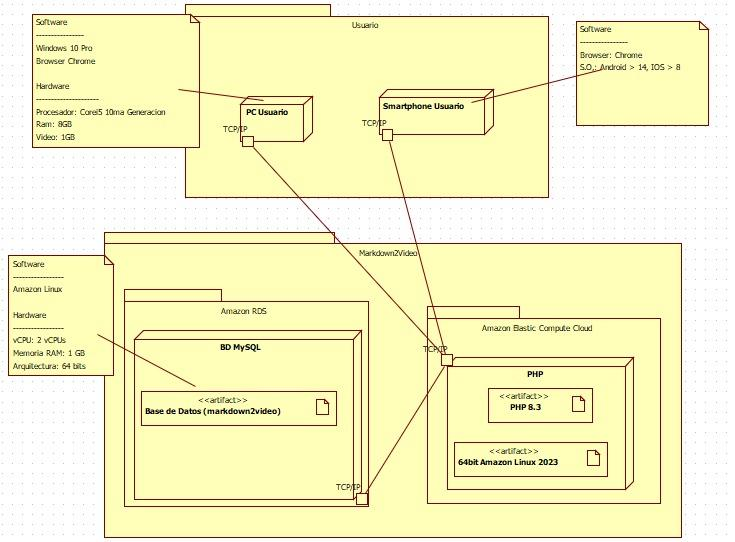 Software
----------------
Windows 10 Pro
Browser Chrome
Hardware
---------------------
Procesador: Corei5 10ma Generacion
Ram: 8GB
Video: 1GB
Usuario
PC Usuario
TCP/IP
Smartphone Usuario
TCP/IP
Software
----------------
Browser: Chrome
S.O.: Android > 14, IOS > 8
Markdown2Video
Software
-----------------
Amazon Linux
Hardware
-----------------
vCPU: 2 vCPUs
Memoria RAM: 1 GB
Arquitectura: 64 bits
Amazon RDS
BD MySQL
<<artifact>>
Base de Datos (markdown2video)
TCP/IP
Amazon Elastic Compute Cloud
TCP/IP
PHP
<<artifact>>
PHP 8.3
<<artifact>>
64bit Amazon Linux 2023